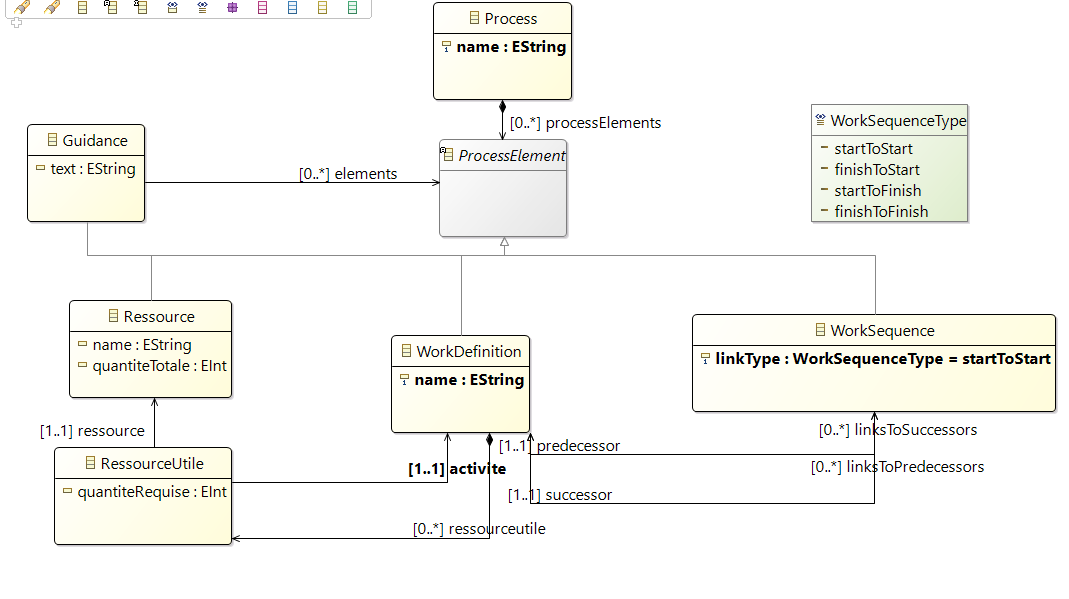 Process
name : EString
[0..*] processElements
WorkSequenceType
startToStart
finishToStart
startToFinish
finishToFinish
Guidance
text : EString
[0..*] elements
ProcessElement
Ressource
name : EString
quantiteTotale : EInt
WorkDefinition
name : EString
WorkSequence
linkType : WorkSequenceType = startToStart
[1..1] ressource
[0..*] linksToSuccessors
[1..1] predecessor
[0..*] linksToPredecessors
RessourceUtile
quantiteRequise : EInt
[1..1] activite
[1..1] successor
[0..*] ressourceutile